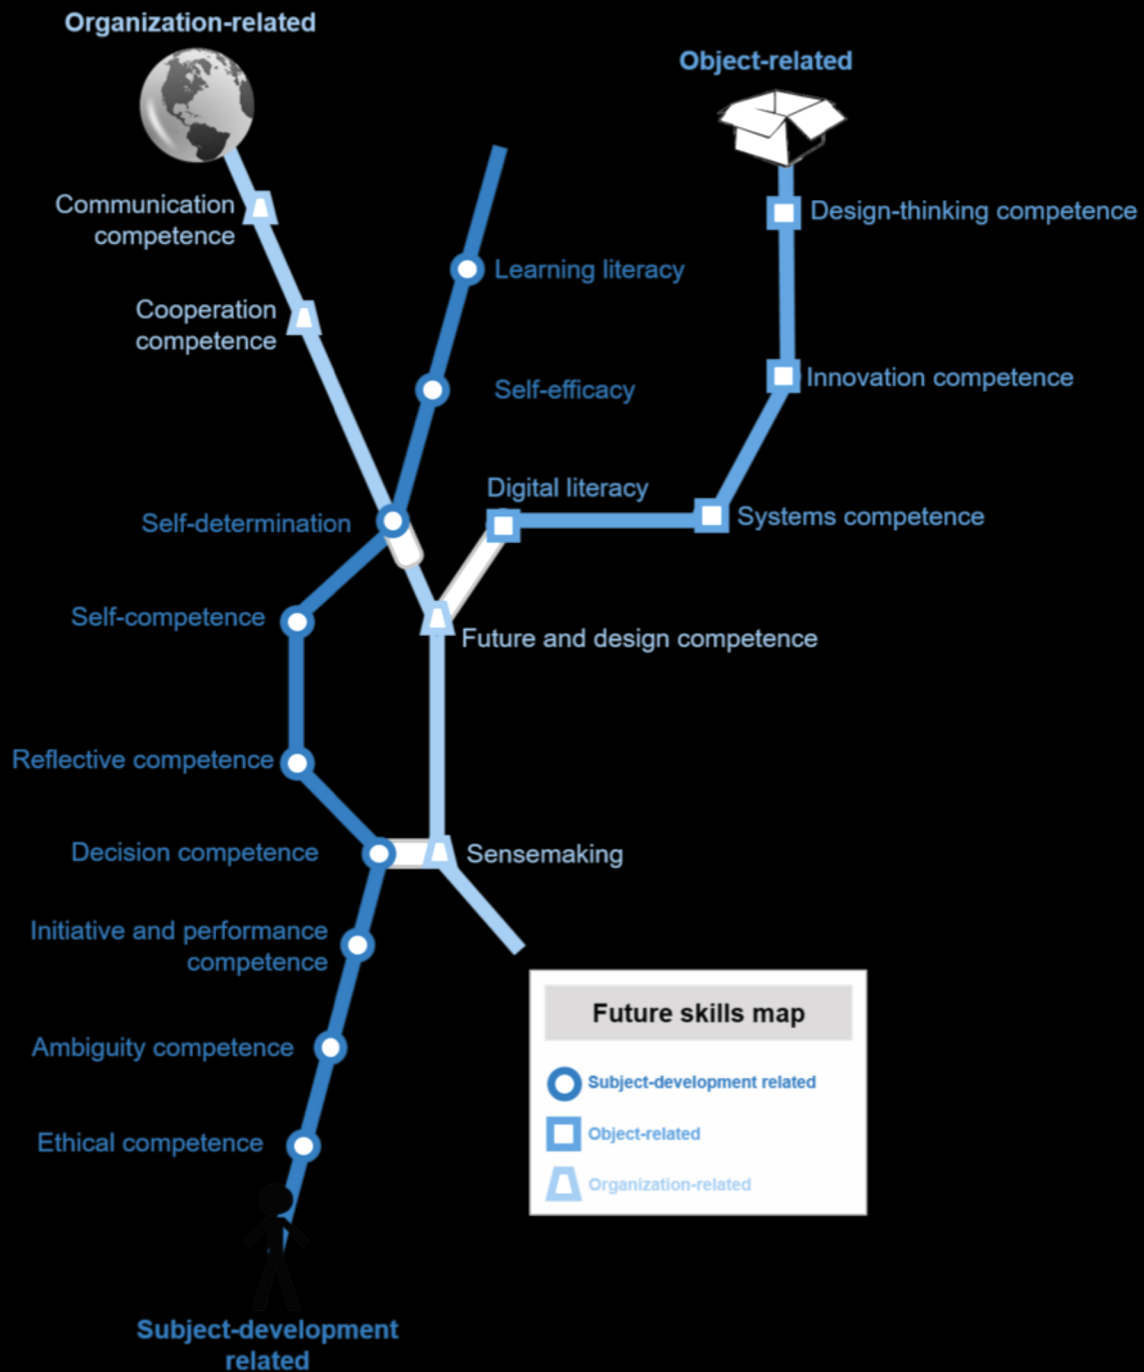 Organization-related
Object-related
Communication
competence
Design-thinking competence
Learning literacy
Cooperation
competence
Innovation competence
Self-efficacy
Digital literacy
Self-determination
Systems competence
Self-competence
Future and design competence
Reflective competence
Decision competence
Sensemaking
Initiative and performance
competence
Future skills map
Ambiguity competence
Subject-development related
Object-related
Ethical competence
Organization-related
Subject-development
related